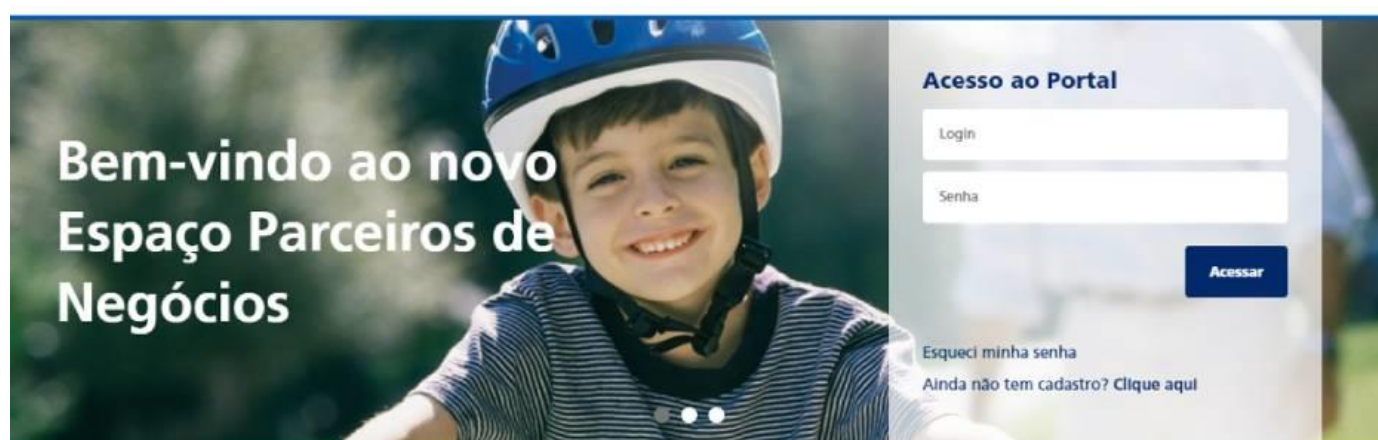 Bem-vindo ao novo
Espaço Parceiros de
Negócios
Acesso ao Portal
Login
Senha
Acessar
Esqueci minha senha
Ainda não tem cadastro? Clique aqui